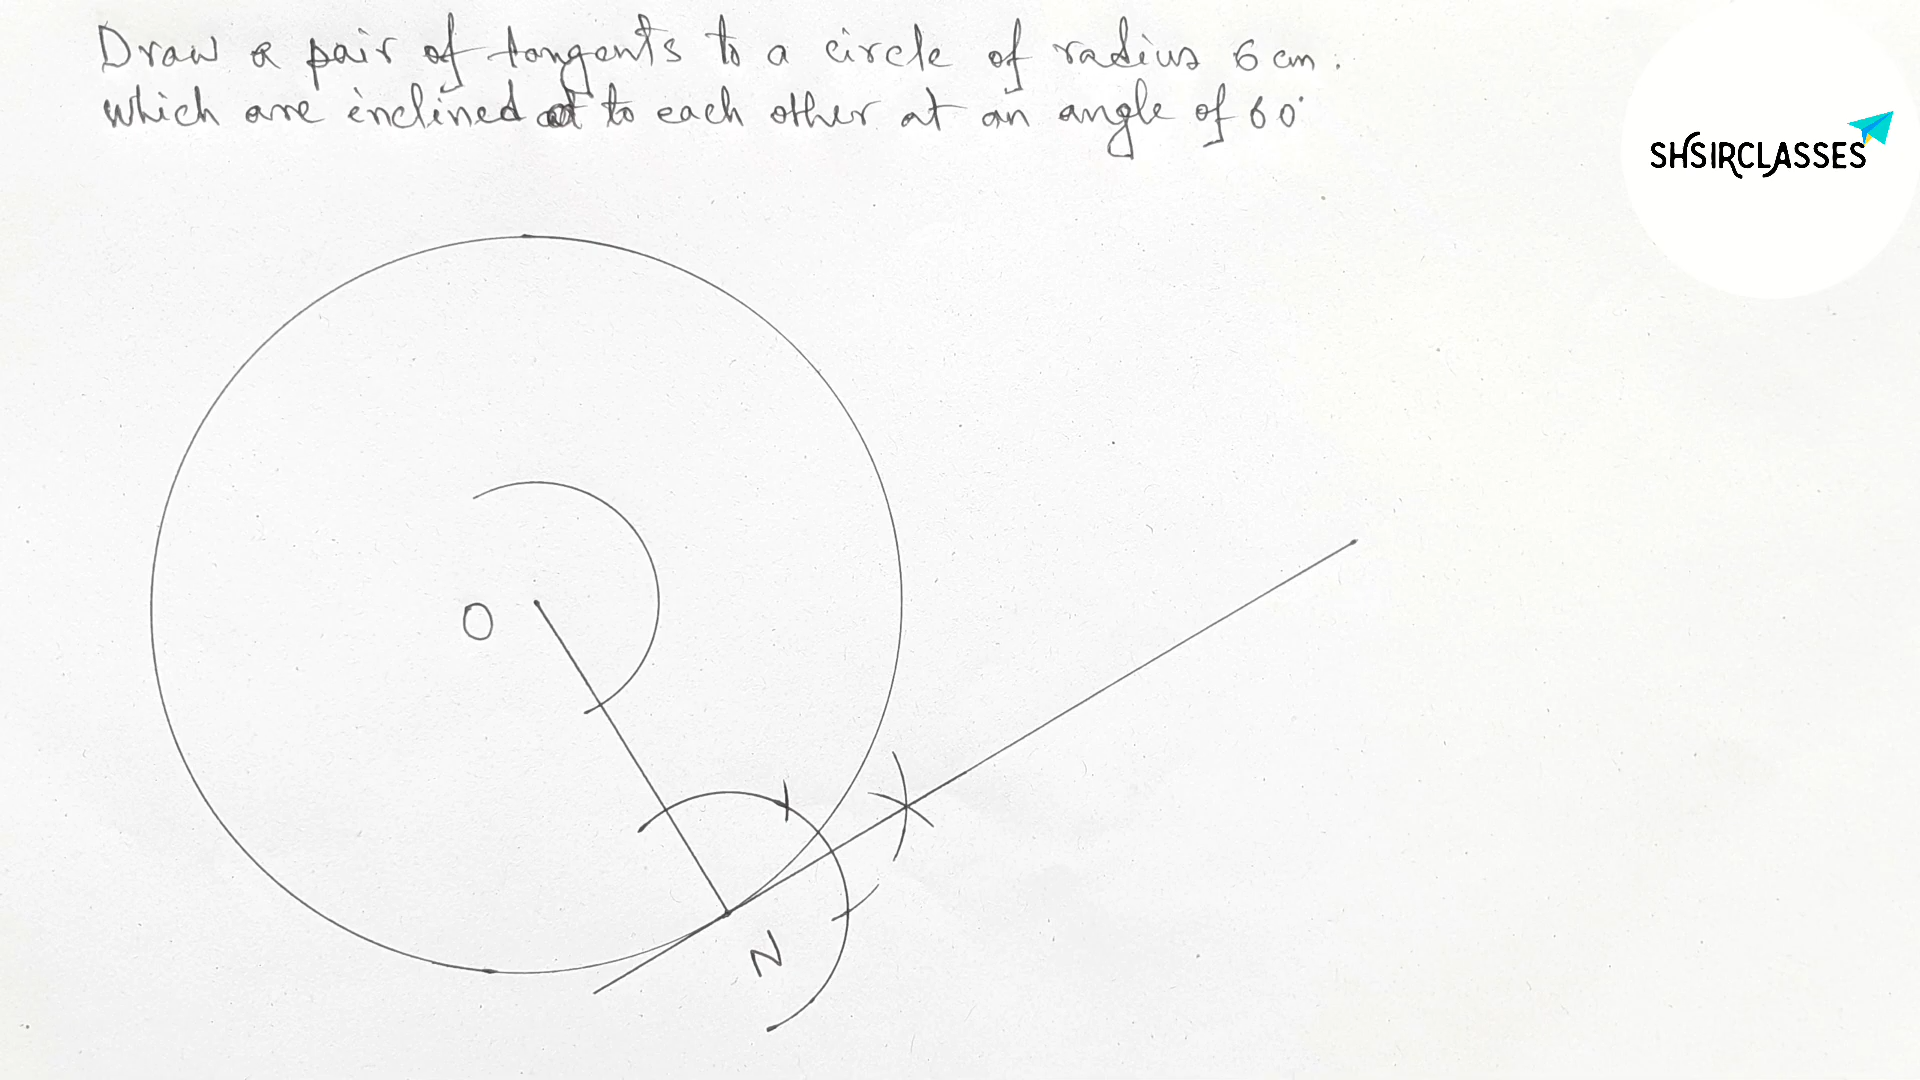 Draw a pair of tangents to a circle of radius 6 cm.
which are inclined at to each other at an angle of 60°
SHSIRCLASSES
O
N